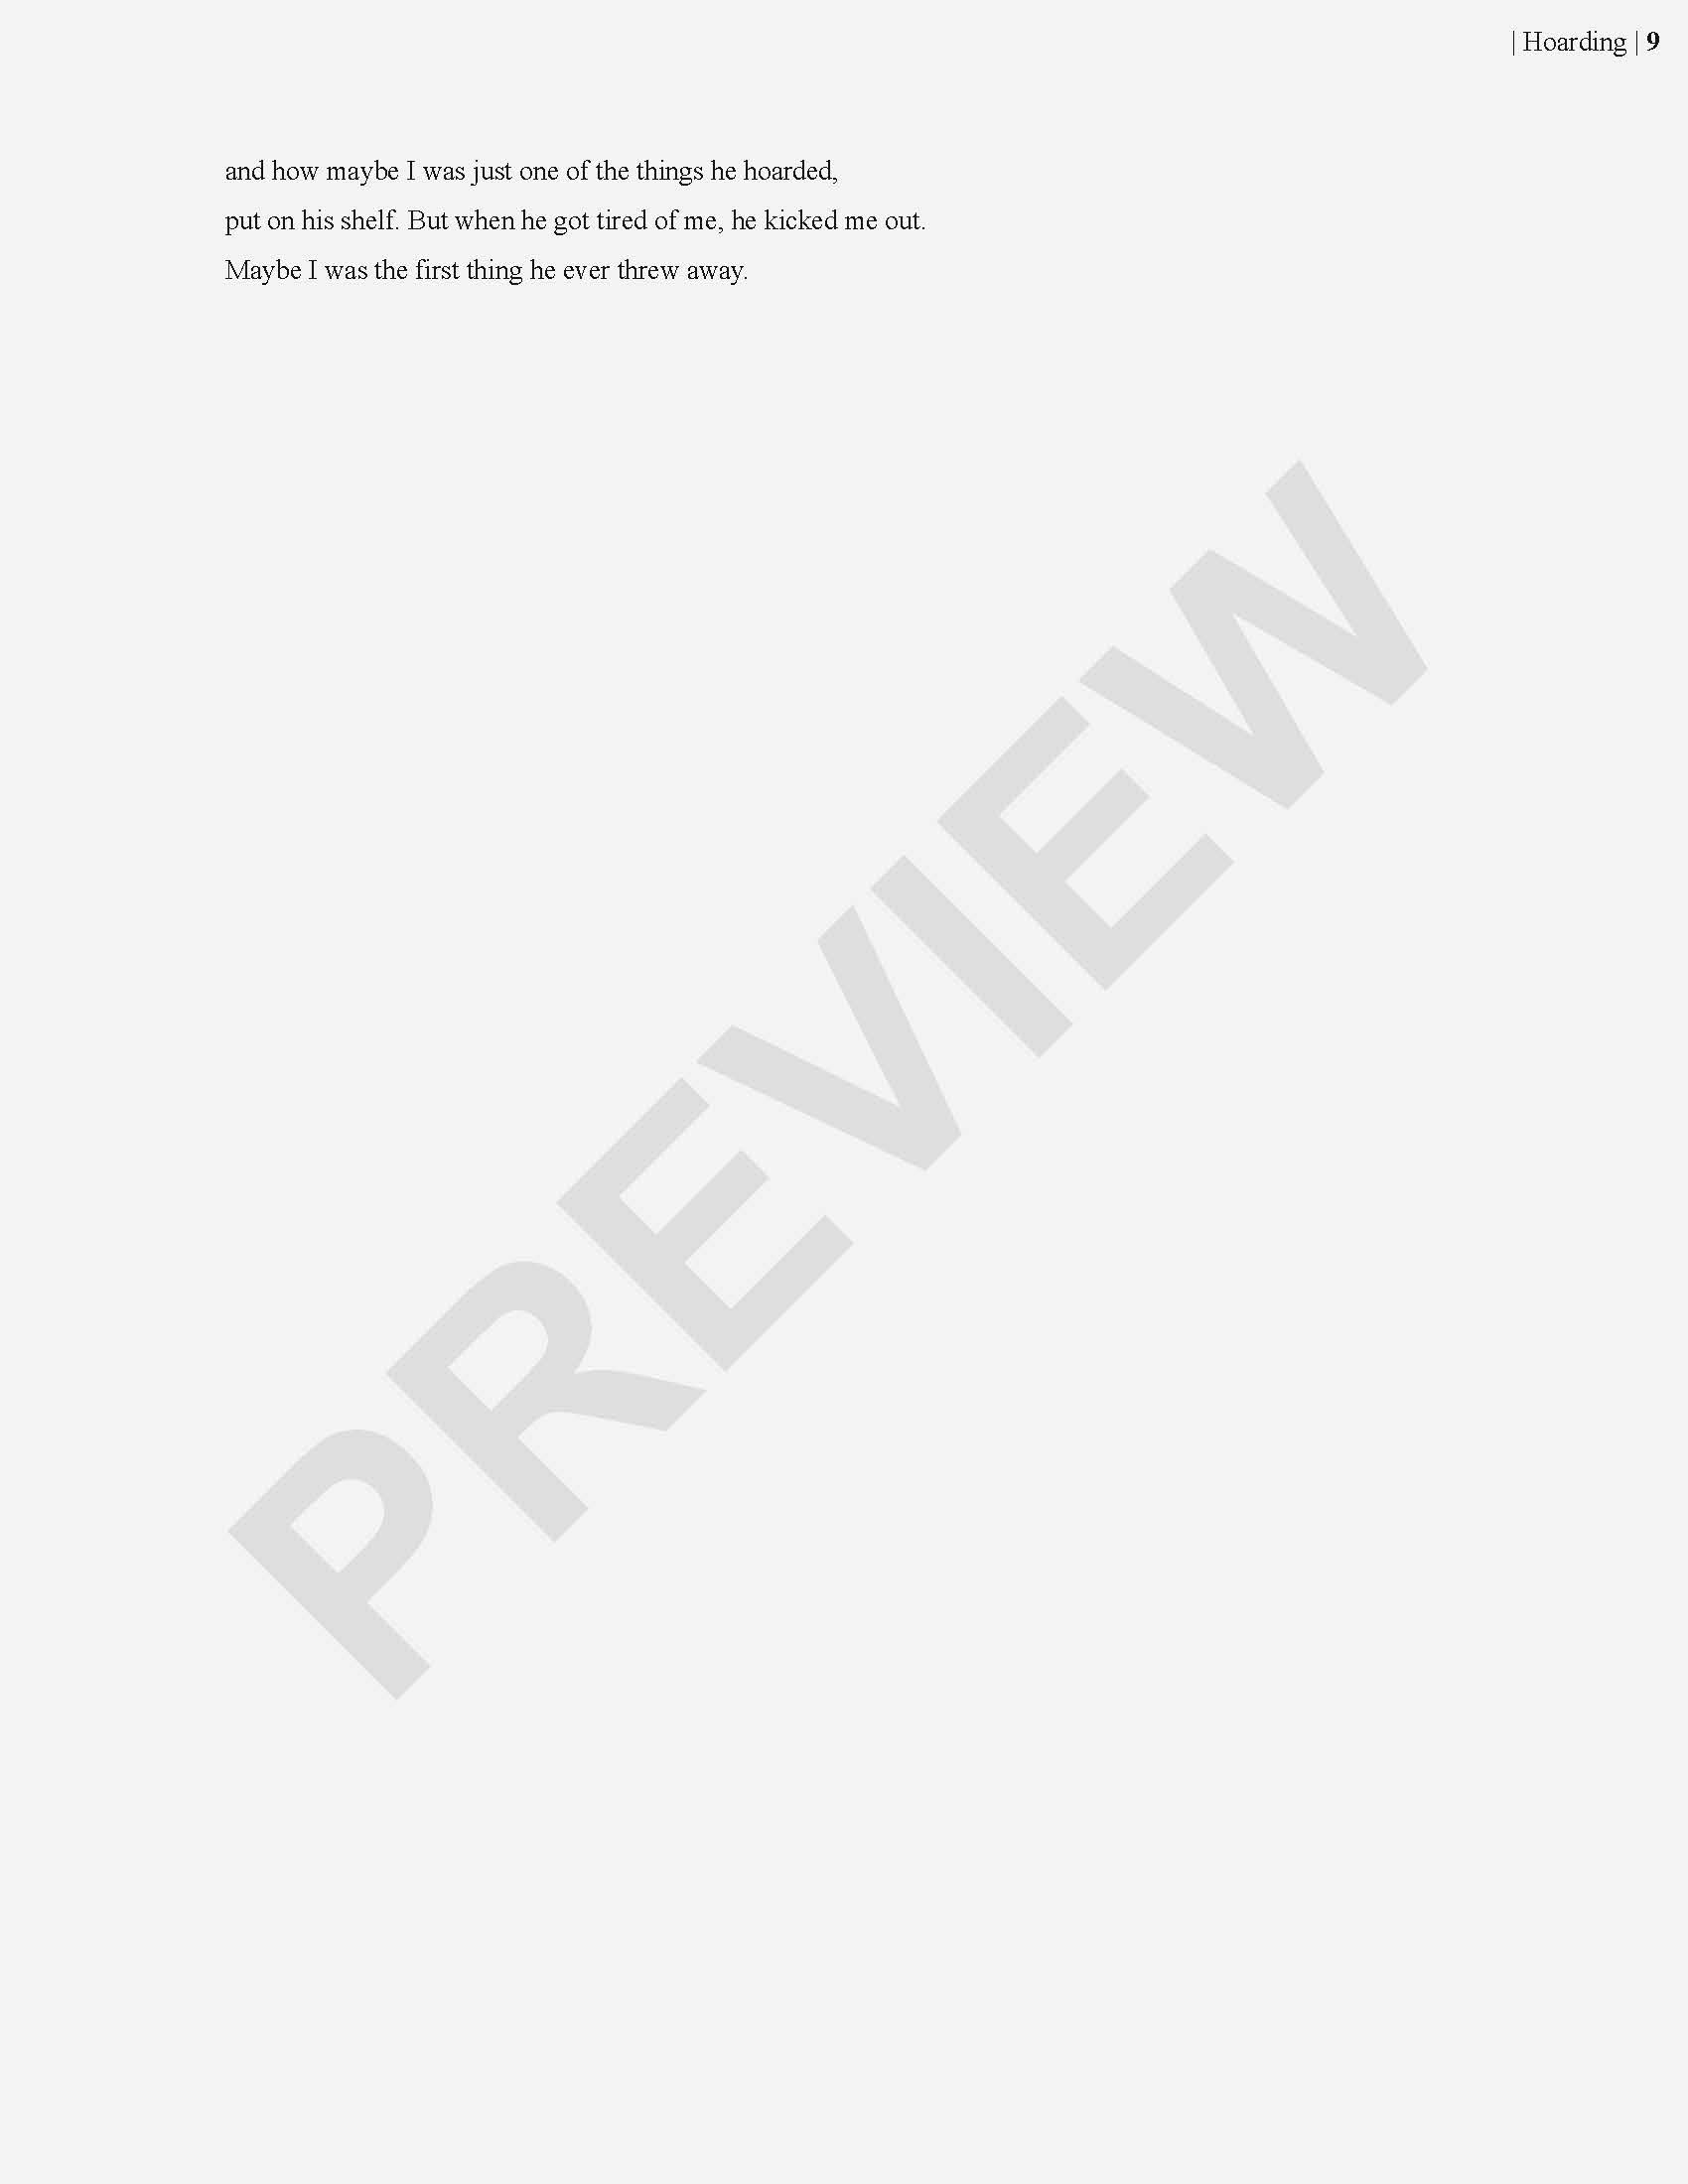 | Hoarding | 9
and how maybe I was just one of the things he hoarded,
put on his shelf. But when he got tired of me, he kicked me out.
Maybe I was the first thing he ever threw away.
PREVIEW